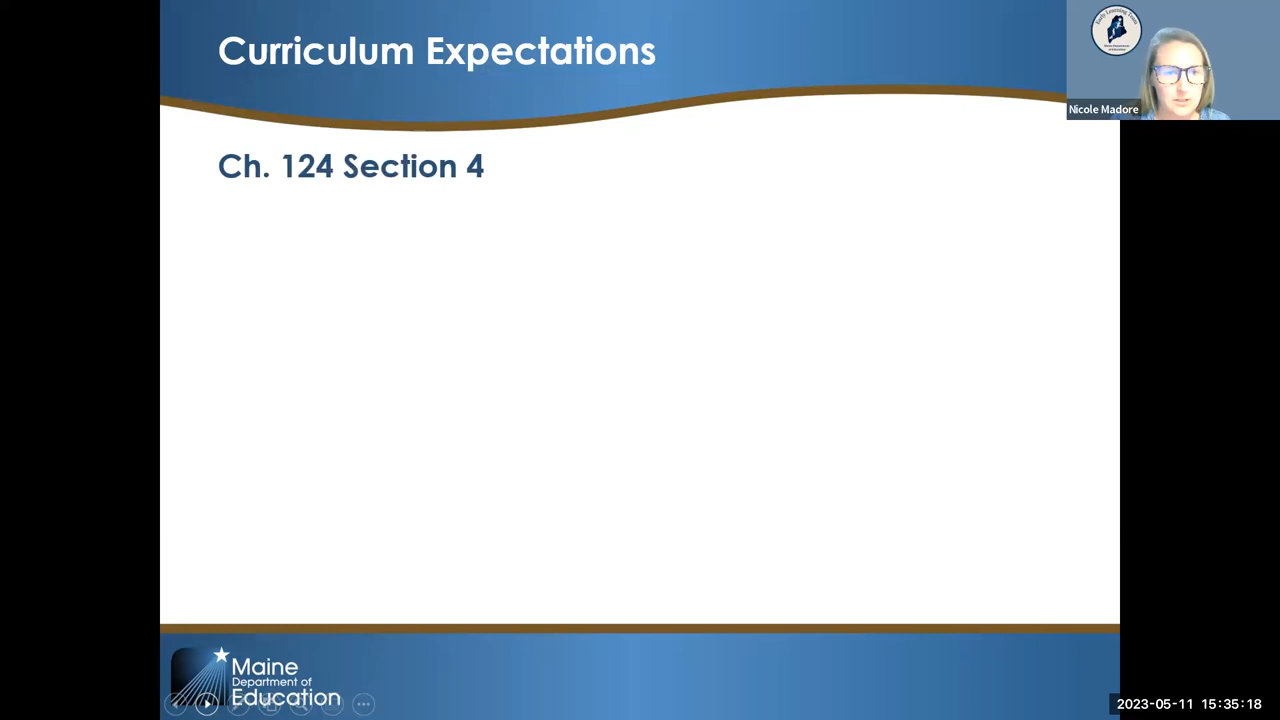 Curriculum Expectations
Nicole Madore
Ch. 124 Section 4
Maine
Department of
Education
2023-05-11 15:35:18